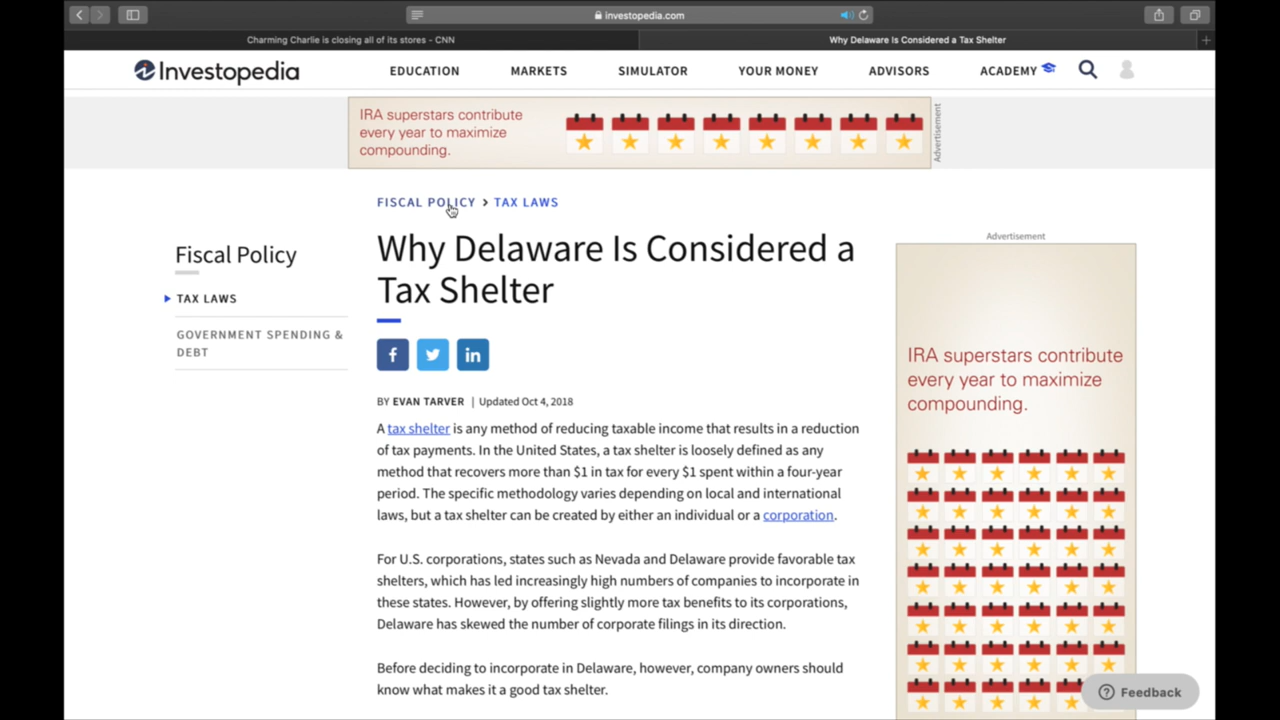 investopedia.com
Charming Charlie is closing all of its stores - CNN
Why Delaware Is Considered a Tax Shelter
Investopedia
EDUCATION
MARKETS
SIMULATOR
YOUR MONEY
ADVISORS
ACADEMY
IRA superstars contribute
every year to maximize
compounding.
Advertisement
FISCAL POLICY > TAX LAWS
Fiscal Policy
TAX LAWS
GOVERNMENT SPENDING &
DEBT
Why Delaware Is Considered a
Tax Shelter
BY EVAN TARVER | Updated Oct 4, 2018
A tax shelter is any method of reducing taxable income that results in a reduction
of tax payments. In the United States, a tax shelter is loosely defined as any
method that recovers more than $1 in tax for every $1 spent within a four-year
period. The specific methodology varies depending on local and international
laws, but a tax shelter can be created by either an individual or a corporation.
For U.S. corporations, states such as Nevada and Delaware provide favorable tax
shelters, which has led increasingly high numbers of companies to incorporate in
these states. However, by offering slightly more tax benefits to its corporations,
Delaware has skewed the number of corporate filings in its direction.
Before deciding to incorporate in Delaware, however, company owners should
know what makes it a good tax shelter.
Advertisement
IRA superstars contribute
every year to maximize
compounding.
Feedback